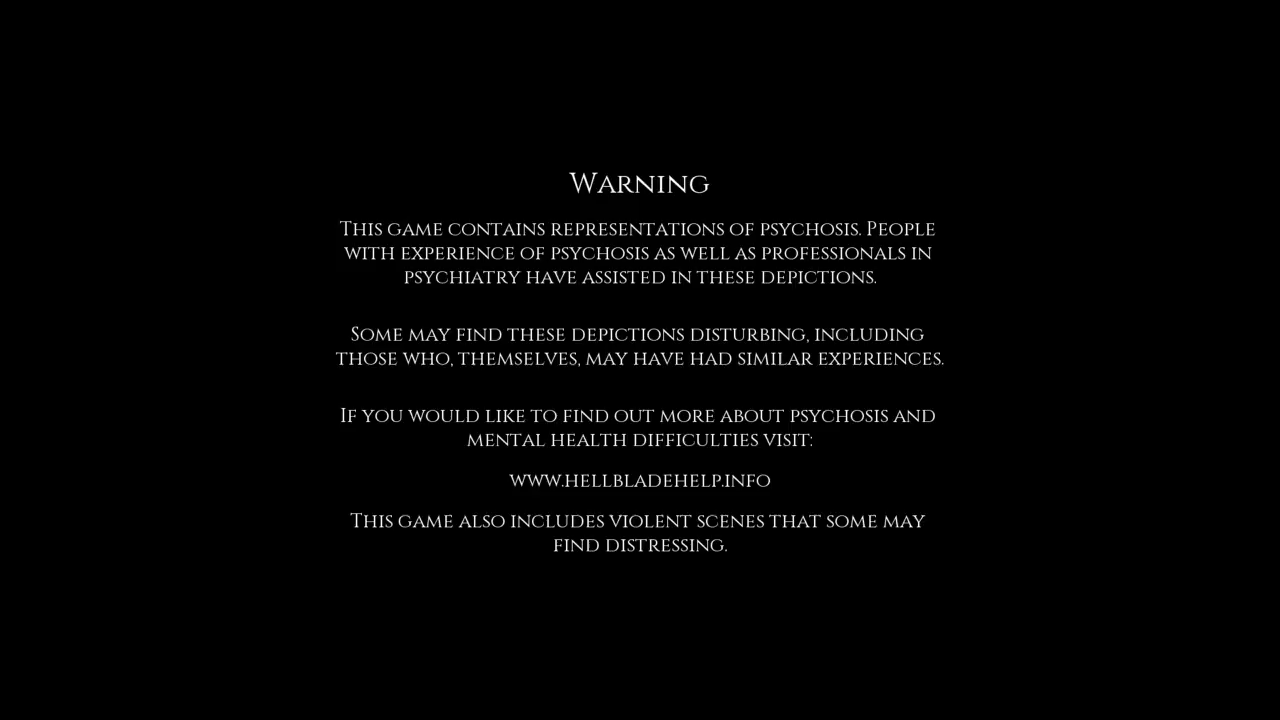 Warning
This game contains representations of psychosis. People
with experience of psychosis as well as professionals in
psychiatry have assisted in these depictions.
Some may find these depictions disturbing, including
those who, themselves, may have had similar experiences.
If you would like to find out more about psychosis and
mental health difficulties visit:
www.hellbladehelp.info
This game also includes violent scenes that some may
find distressing.